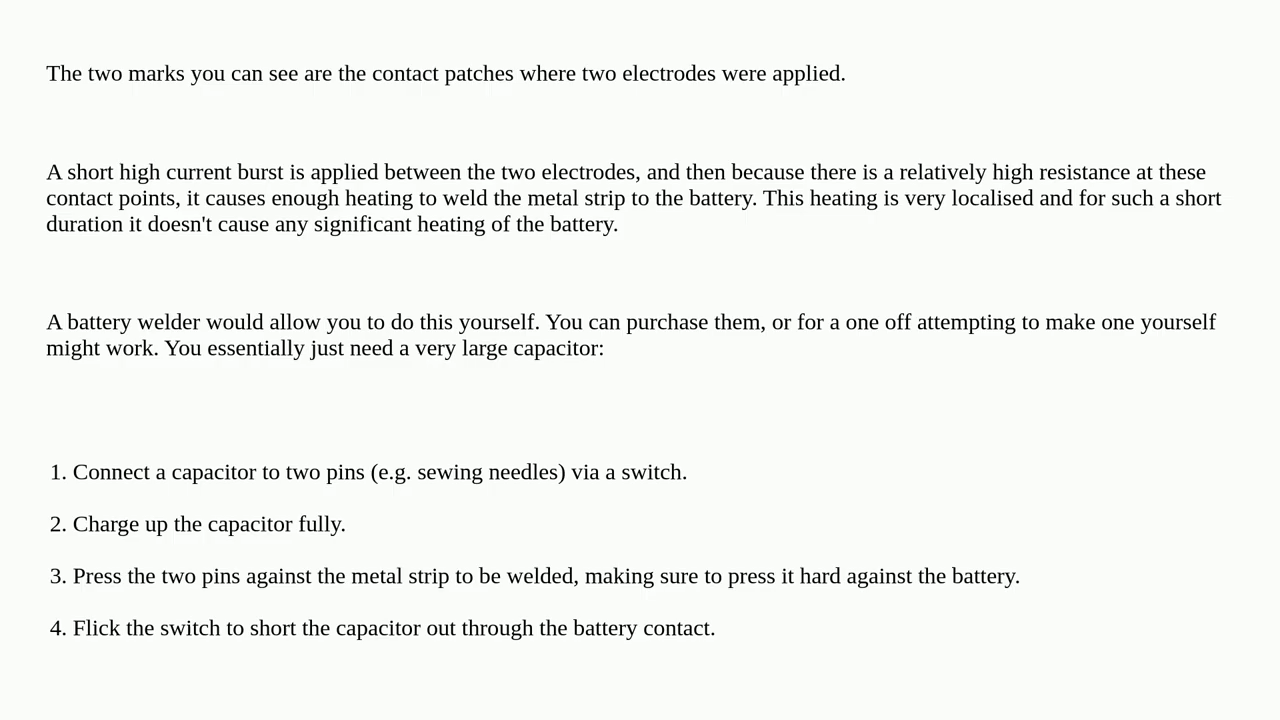 The two marks you can see are the contact patches where two electrodes were applied.
A short high current burst is applied between the two electrodes, and then because there is a relatively high resistance at these
contact points, it causes enough heating to weld the metal strip to the battery. This heating is very localised and for such a short
duration it doesn't cause any significant heating of the battery.
A battery welder would allow you to do this yourself. You can purchase them, or for a one off attempting to make one yourself
might work. You essentially just need a very large capacitor:
1. Connect a capacitor to two pins (e.g. sewing needles) via a switch.
2. Charge up the capacitor fully.
3. Press the two pins against the metal strip to be welded, making sure to press it hard against the battery.
4. Flick the switch to short the capacitor out through the battery contact.